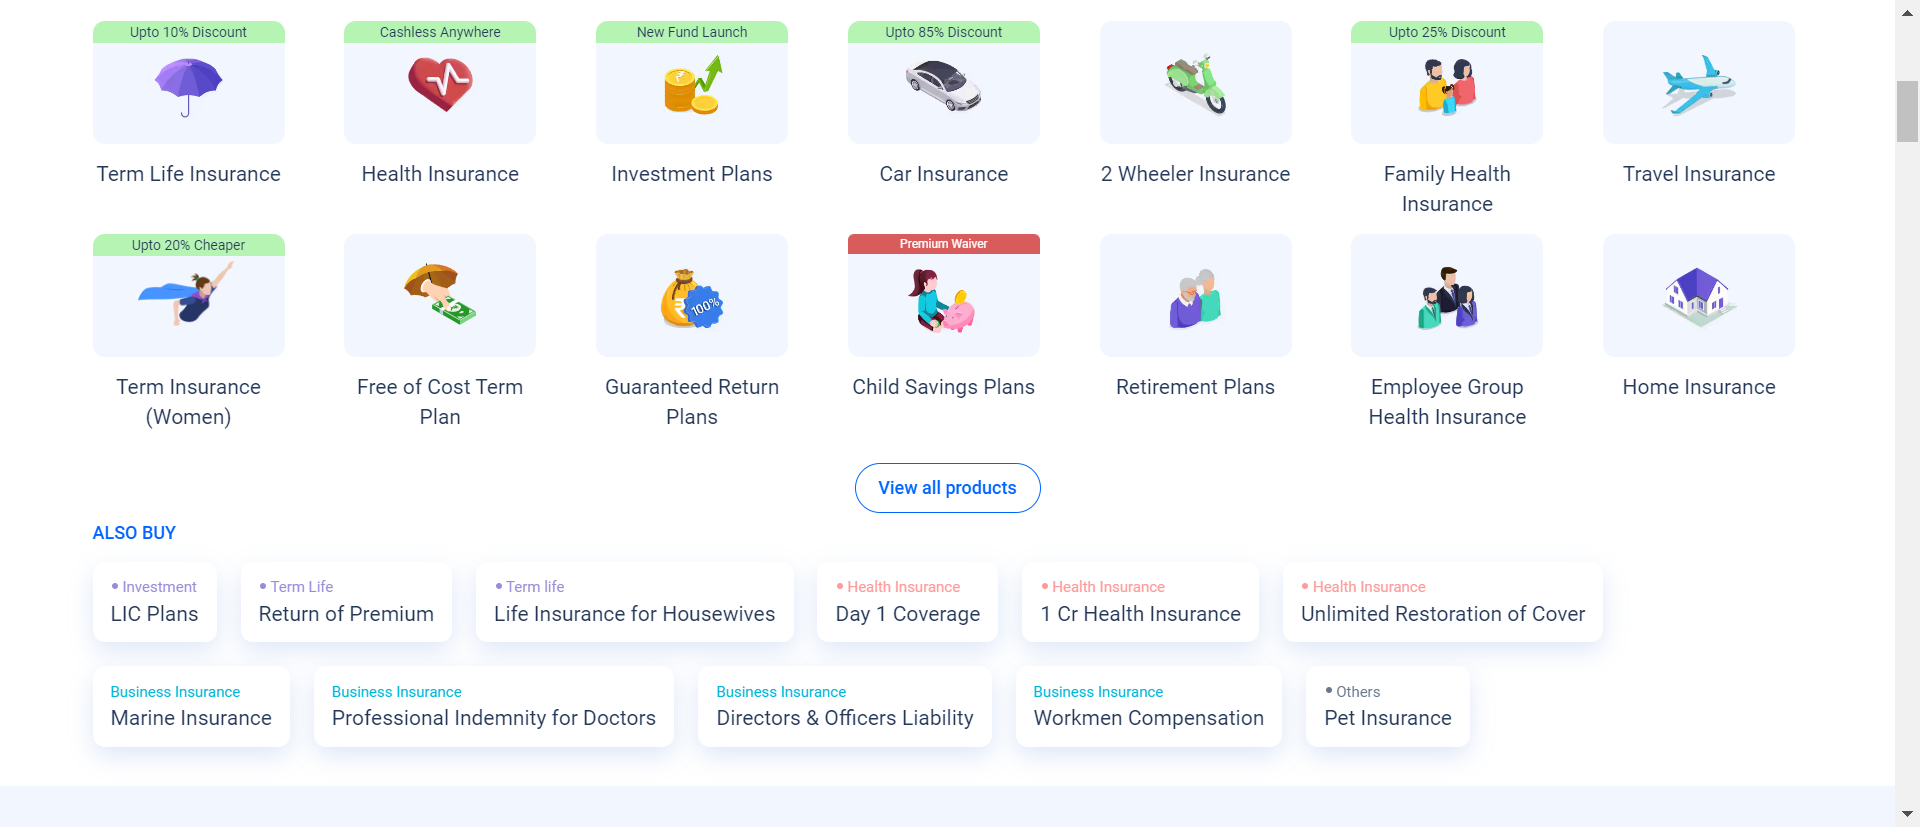 Upto 10% Discount
Cashless Anywhere
New Fund Launch
Upto 85% Discount
Upto 25% Discount
Term Life Insurance
Health Insurance
Investment Plans
Car Insurance
2 Wheeler Insurance
Family Health
Insurance
Travel Insurance
Upto 20% Cheaper
Premium Waiver
₹
100%
Term Insurance
(Women)
Free of Cost Term
Plan
Guaranteed Return
Plans
Child Savings Plans
Retirement Plans
Employee Group
Health Insurance
Home Insurance
View all products
ALSO BUY
• Investment
LIC Plans
• Term Life
Return of Premium
• Term life
Life Insurance for Housewives
• Health Insurance
Day 1 Coverage
• Health Insurance
1 Cr Health Insurance
• Health Insurance
Unlimited Restoration of Cover
Business Insurance
Marine Insurance
Business Insurance
Professional Indemnity for Doctors
Business Insurance
Directors & Officers Liability
Business Insurance
Workmen Compensation
• Others
Pet Insurance